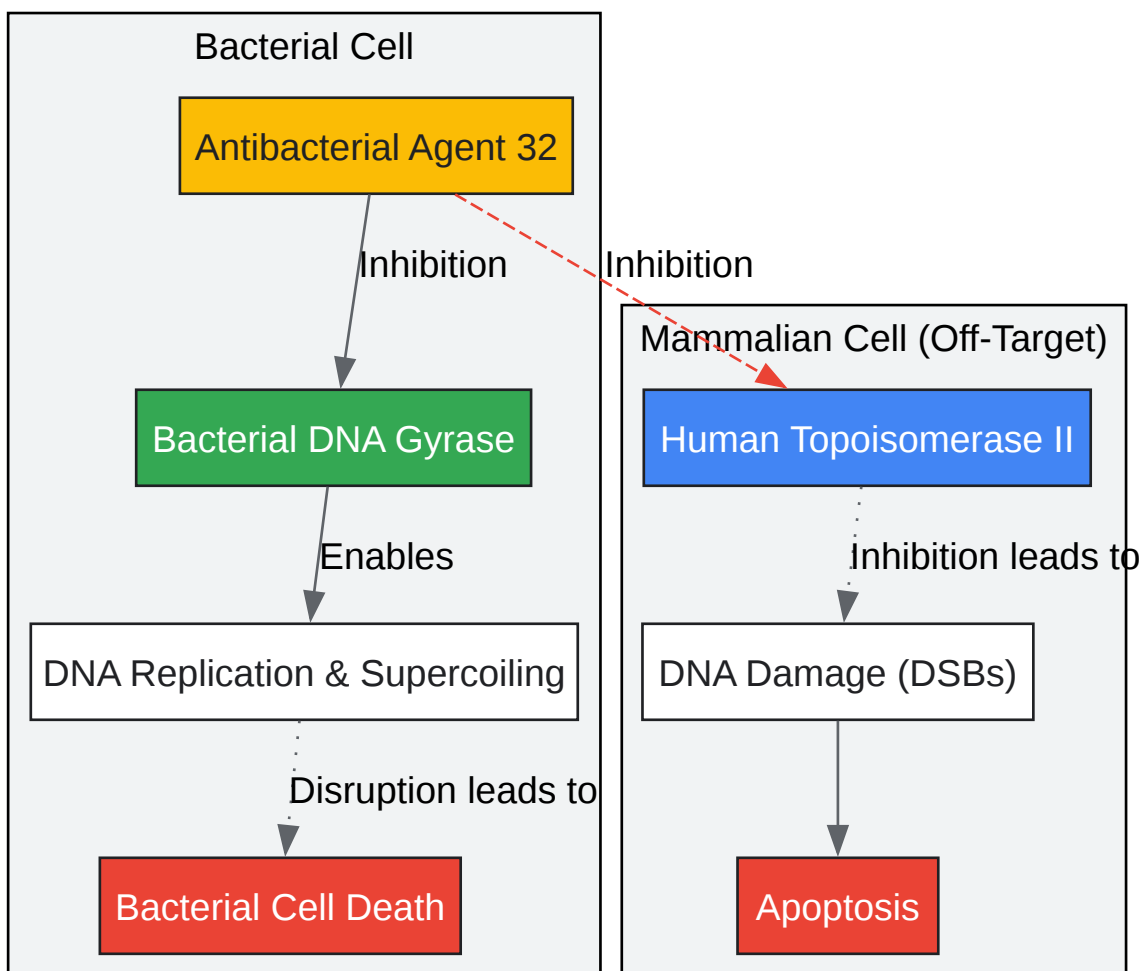 Bacterial Cell
Antibacterial Agent 32
Inhibition
Inhibition
Mammalian Cell (Off-Target)
Bacterial DNA Gyrase
Human Topoisomerase II
Enables
Inhibition leads to
DNA Replication & Supercoiling
DNA Damage (DSBs)
Disruption leads to
Bacterial Cell Death
Apoptosis